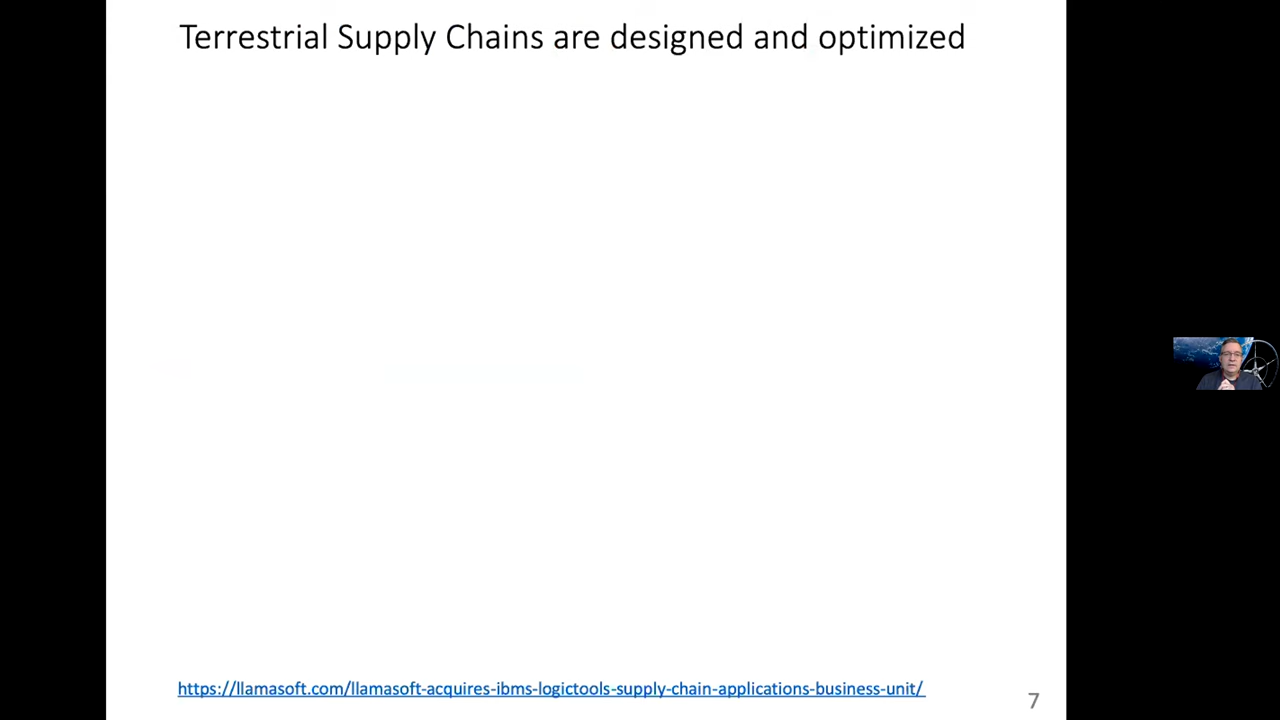 Terrestrial Supply Chains are designed and optimized
https://llamasoft.com/llamasoft-acquires-ibms-logictools-supply-chain-applications-business-unit/
7